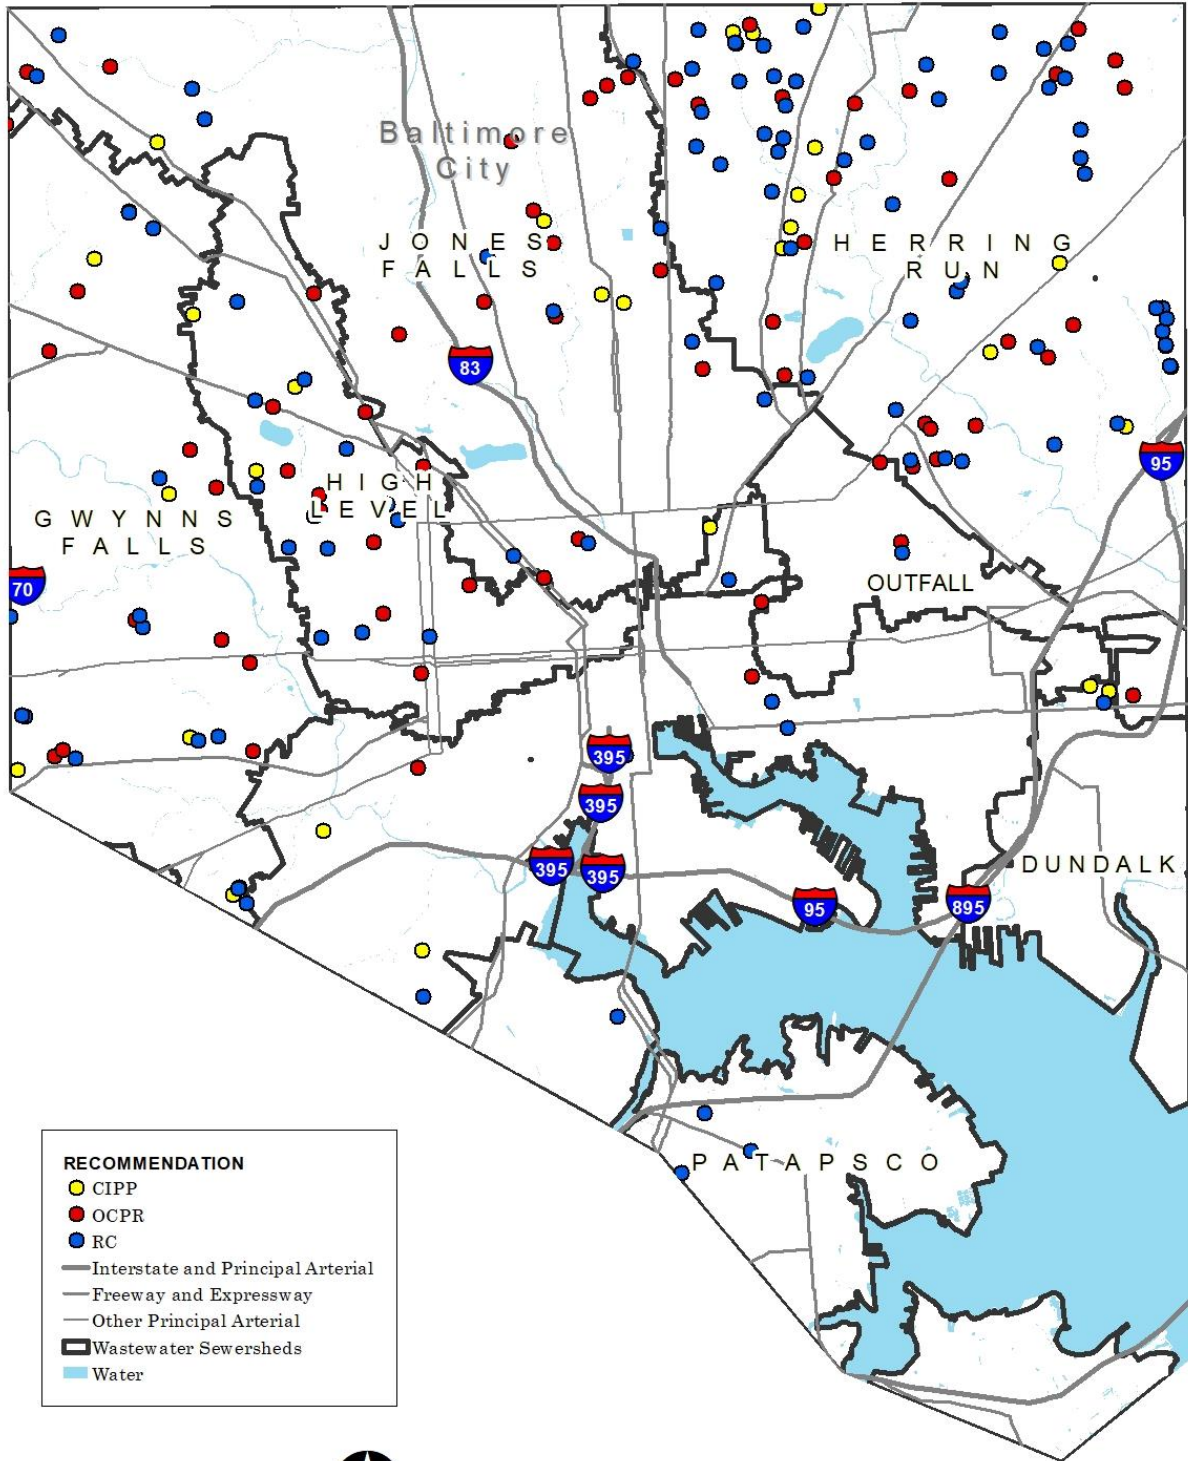 Baltimore
City
JONES
FALLS
HERRING
RUN
83
95
HIGH
LEVEL
GWYNNS
FALLS
70
OUTFALL
395
395
395
395
95
895
DUNDALK
PATAPSCO
RECOMMENDATION
CIPP
OCPR
RC
Interstate and Principal Arterial
Freeway and Expressway
Other Principal Arterial
Wastewater Sewersheds
Water